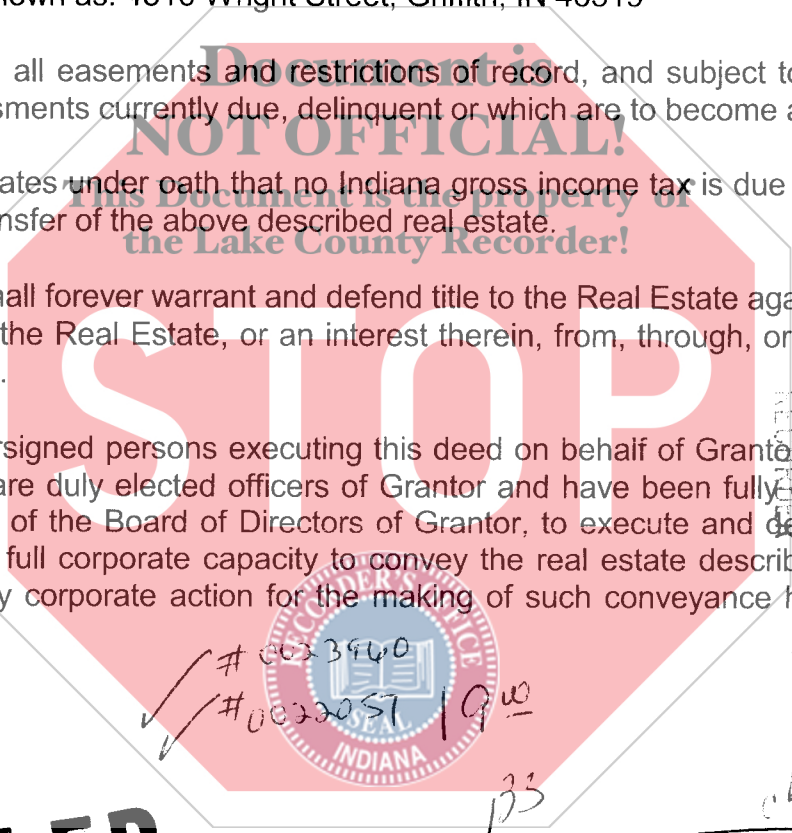 all easements and restrictions of record, and subject to
Document is
sments currently due, delinquent or which are to become a
NOT OFFICIAL!
ates under oath that no Indiana gross income tax is due
This Document is the property of
nsfer of the above described real estate.
the Lake County Recorder!
all forever warrant and defend title to the Real Estate aga
the Real Estate, or an interest therein, from, through, or
.
STOP
rsigned persons executing this deed on behalf of Granto
are duly elected officers of Grantor and have been fully
of the Board of Directors of Grantor, to execute and de
full corporate capacity to convey the real estate describ
y corporate action for the making of such conveyance h
RECORDER'S OFFICE
# 0023960
#0022057 19 00
SEAL
INDIANA